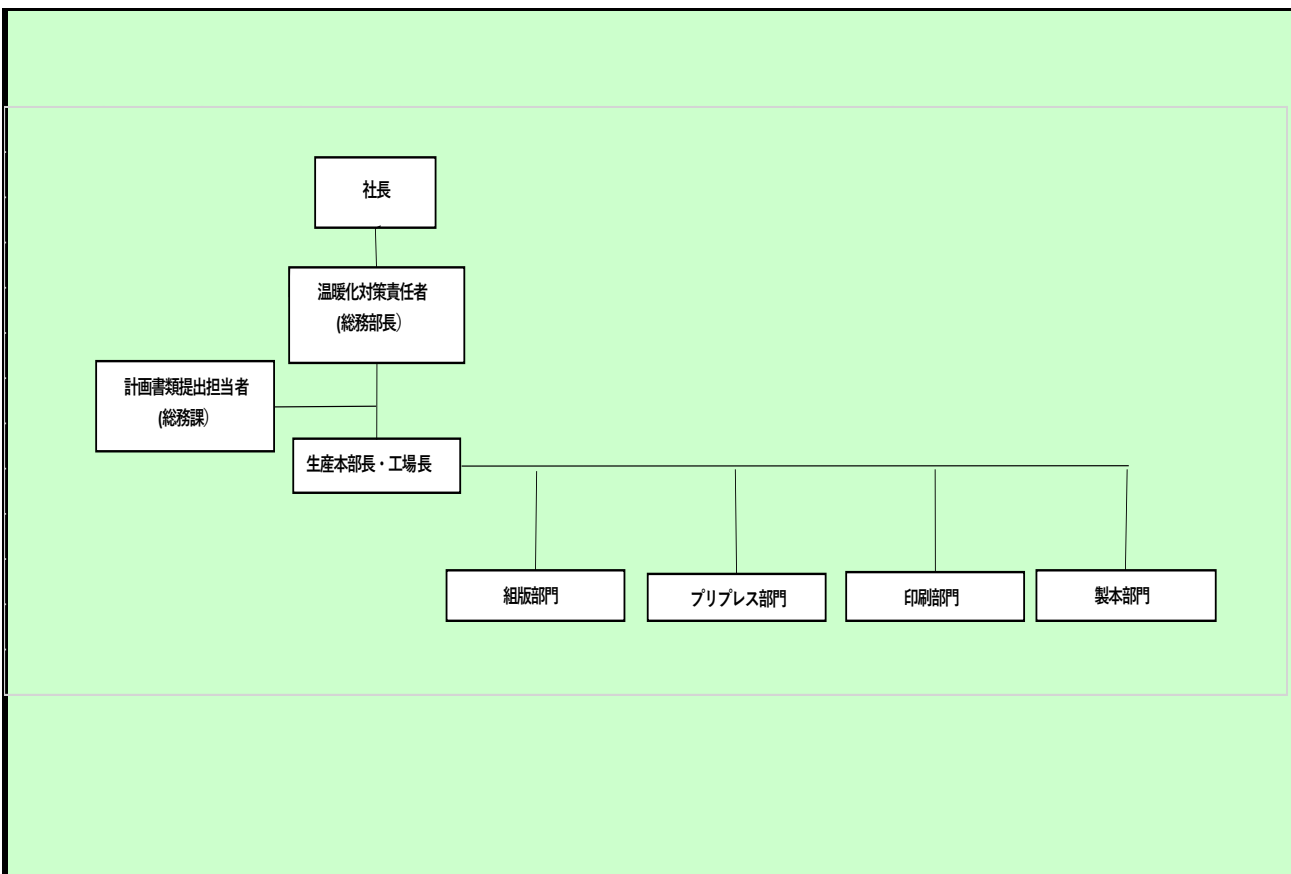 社長
温暖化対策責任者
(総務部長）
計画書類提出担当者
(総務課）
生産本部長・工場長
組版部門
プリプレス部門
印刷部門
製本部門